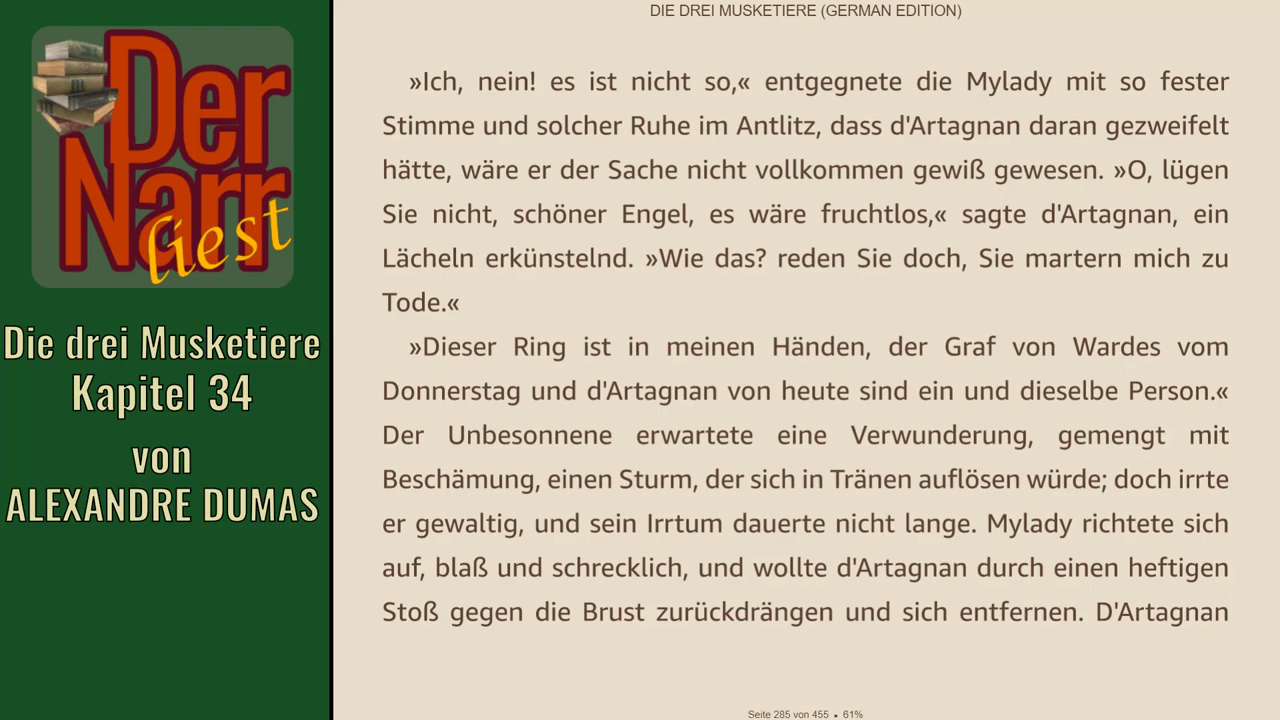 Der
Narr
liest
Die drei Musketiere
Kapitel 34
von
ALEXANDRE DUMAS
DIE DREI MUSKETIERE (GERMAN EDITION)
»Ich, nein! es ist nicht so,« entgegnete die Mylady mit so fester
Stimme und solcher Ruhe im Antlitz, dass d'Artagnan daran gezweifelt
hätte, wäre er der Sache nicht vollkommen gewiß gewesen. »O, lügen
Sie nicht, schöner Engel, es wäre fruchtlos,« sagte d'Artagnan, ein
Lächeln erkünstelnd. »Wie das? reden Sie doch, Sie martern mich zu
Tode.«
»Dieser Ring ist in meinen Händen, der Graf von Wardes vom
Donnerstag und d'Artagnan von heute sind ein und dieselbe Person.«
Der Unbesonnene erwartete eine Verwunderung, gemengt mit
Beschämung, einen Sturm, der sich in Tränen auflösen würde; doch irrte
er gewaltig, und sein Irrtum dauerte nicht lange. Mylady richtete sich
auf, blaß und schrecklich, und wollte d'Artagnan durch einen heftigen
Stoß gegen die Brust zurückdrängen und sich entfernen. D'Artagnan
Seite 285 von 455 • 61%